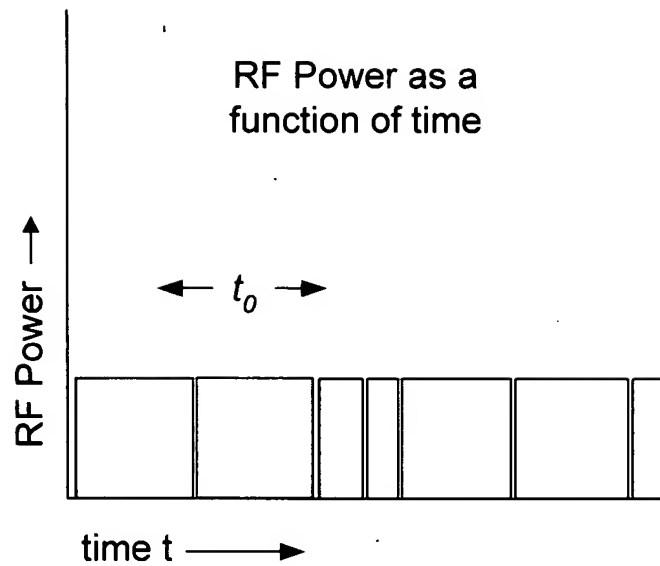 RF Power as a
function of time
t₀
RF Power
time t